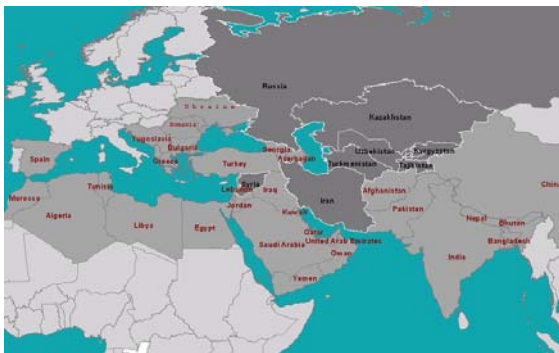 Russia
Kazakhstan
Ukraine
Romania
Georgia
Uzbekistan
Kyrgyzstan
Yugoslavia
Bulgaria
Azerbaijan
Turkmenistan
Tajikistan
Spain
Greece
Turkey
China
Morocco
Tunisia
Lebanon
Syria
Iraq
Iran
Afghanistan
Jordan
Kuwait
Pakistan
Algeria
Libya
Egypt
Nepal
Bhutan
Qatar
Saudi Arabia
United Arab Emirates
Bangladesh
Oman
India
Yemen